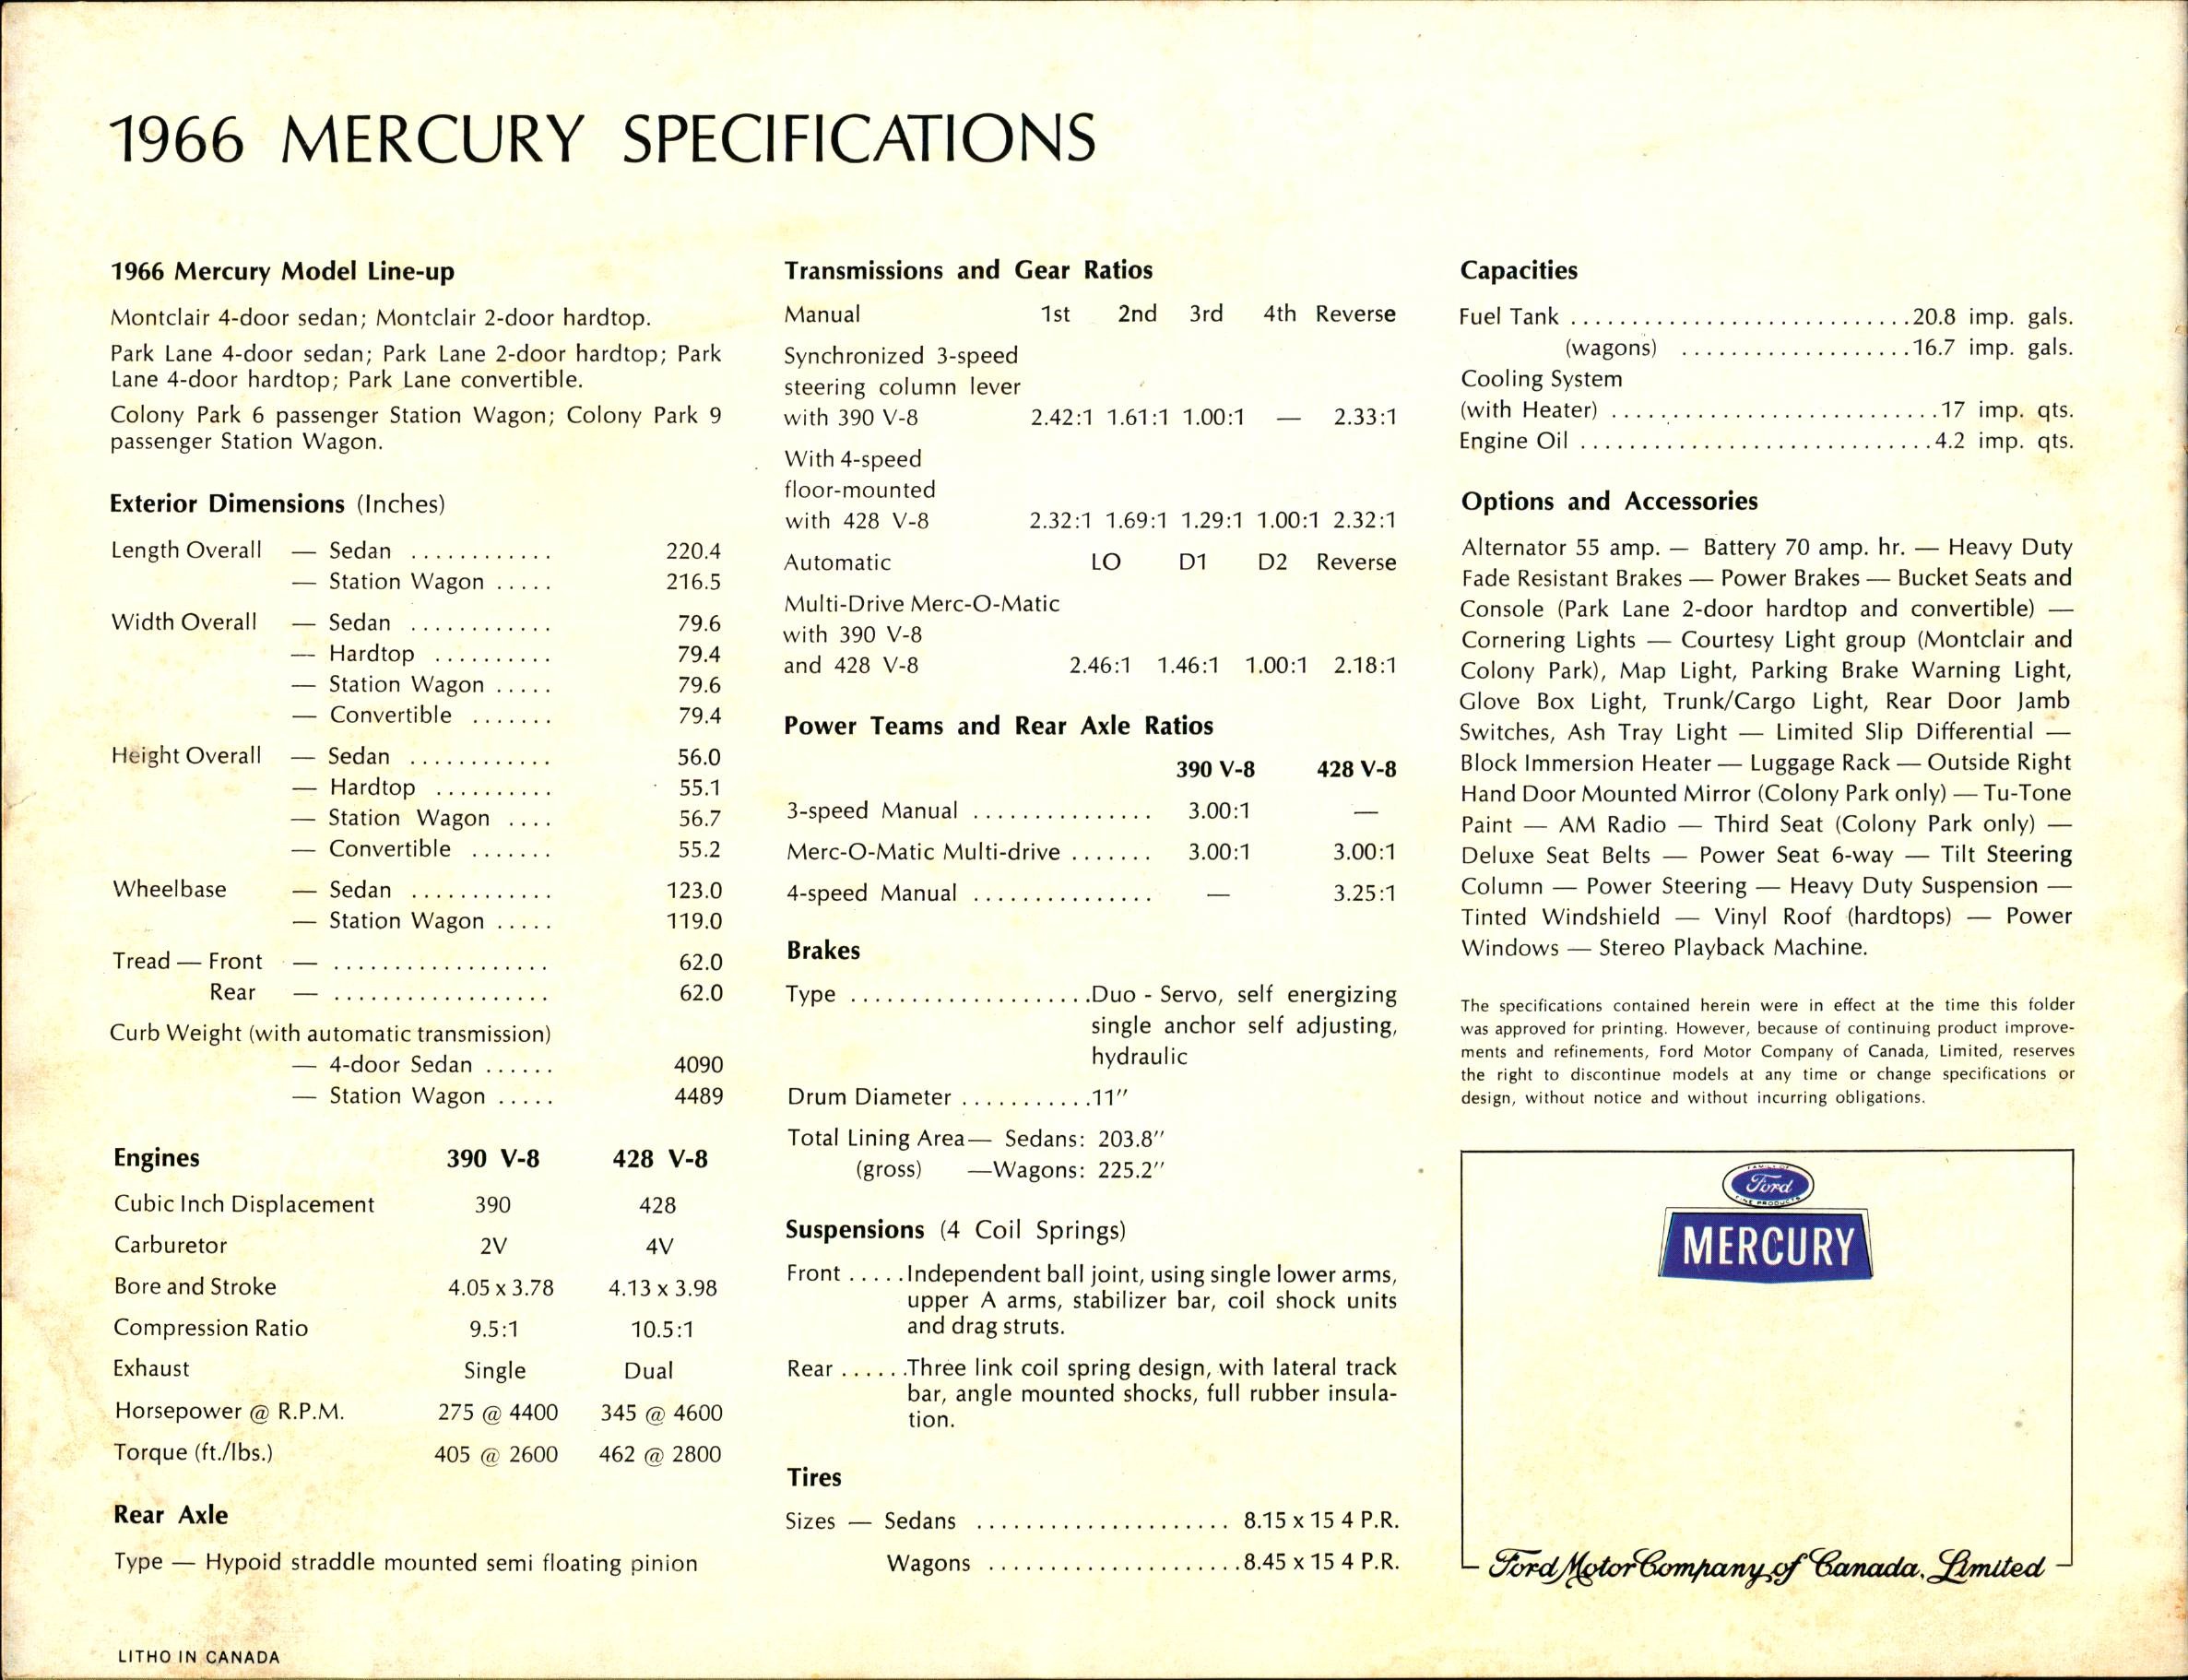 1966 MERCURY SPECIFICATIONS
1966 Mercury Model Line-up
Montclair 4-door sedan; Montclair 2-door hardtop.
Park Lane 4-door sedan; Park Lane 2-door hardtop; Park
Lane 4-door hardtop; Park Lane convertible.
Colony Park 6 passenger Station Wagon; Colony Park 9
passenger Station Wagon.
Exterior Dimensions (Inches)
Length Overall — Sedan ............ 220.4
— Station Wagon ..... 216.5
Width Overall — Sedan ............ 79.6
— Hardtop .......... 79.4
— Station Wagon ..... 79.6
— Convertible ....... 79.4
Height Overall — Sedan ............ 56.0
— Hardtop .......... 55.1
— Station Wagon .... 56.7
— Convertible ....... 55.2
Wheelbase — Sedan ............ 123.0
— Station Wagon ..... 119.0
Tread — Front — .................. 62.0
Rear — .................. 62.0
Curb Weight (with automatic transmission)
— 4-door Sedan ...... 4090
— Station Wagon ..... 4489
Engines 390 V-8 428 V-8
Cubic Inch Displacement 390 428
Carburetor 2V 4V
Bore and Stroke 4.05 x 3.78 4.13 x 3.98
Compression Ratio 9.5:1 10.5:1
Exhaust Single Dual
Horsepower @ R.P.M. 275 @ 4400 345 @ 4600
Torque (ft./lbs.) 405 @ 2600 462 @ 2800
Rear Axle
Type — Hypoid straddle mounted semi floating pinion
LITHO IN CANADA
Transmissions and Gear Ratios
Manual 1st 2nd 3rd 4th Reverse
Synchronized 3-speed
steering column lever
with 390 V-8 2.42:1 1.61:1 1.00:1 — 2.33:1
With 4-speed
floor-mounted
with 428 V-8 2.32:1 1.69:1 1.29:1 1.00:1 2.32:1
Automatic LO D1 D2 Reverse
Multi-Drive Merc-O-Matic
with 390 V-8
and 428 V-8 2.46:1 1.46:1 1.00:1 2.18:1
Power Teams and Rear Axle Ratios
390 V-8 428 V-8
3-speed Manual ............... 3.00:1 —
Merc-O-Matic Multi-drive ....... 3.00:1 3.00:1
4-speed Manual ............... — 3.25:1
Brakes
Type ....................Duo - Servo, self energizing
single anchor self adjusting,
hydraulic
Drum Diameter ...........11″
Total Lining Area— Sedans: 203.8″
(gross) —Wagons: 225.2″
Suspensions (4 Coil Springs)
Front .....Independent ball joint, using single lower arms,
upper A arms, stabilizer bar, coil shock units
and drag struts.
Rear ......Three link coil spring design, with lateral track
bar, angle mounted shocks, full rubber insula-
tion.
Tires
Sizes — Sedans ..................... 8.15 x 15 4 P.R.
Wagons .....................8.45 x 15 4 P.R.
Capacities
Fuel Tank ............................20.8 imp. gals.
(wagons) ...................16.7 imp. gals.
Cooling System
(with Heater) ...........................17 imp. qts.
Engine Oil .............................4.2 imp. qts.
Options and Accessories
Alternator 55 amp. — Battery 70 amp. hr. — Heavy Duty
Fade Resistant Brakes — Power Brakes — Bucket Seats and
Console (Park Lane 2-door hardtop and convertible) —
Cornering Lights — Courtesy Light group (Montclair and
Colony Park), Map Light, Parking Brake Warning Light,
Glove Box Light, Trunk/Cargo Light, Rear Door Jamb
Switches, Ash Tray Light — Limited Slip Differential —
Block Immersion Heater — Luggage Rack — Outside Right
Hand Door Mounted Mirror (Colony Park only) — Tu-Tone
Paint — AM Radio — Third Seat (Colony Park only) —
Deluxe Seat Belts — Power Seat 6-way — Tilt Steering
Column — Power Steering — Heavy Duty Suspension —
Tinted Windshield — Vinyl Roof (hardtops) — Power
Windows — Stereo Playback Machine.
The specifications contained herein were in effect at the time this folder
was approved for printing. However, because of continuing product improve-
ments and refinements, Ford Motor Company of Canada, Limited, reserves
the right to discontinue models at any time or change specifications or
design, without notice and without incurring obligations.
FAMILY OF
Ford
FINE PRODUCTS
MERCURY
Ford Motor Company of Canada, Limited